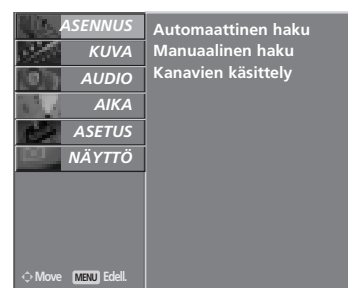 ASENNUS
KUVA
AUDIO
AIKA
ASETUS
NÄYTTÖ
Automaattinen haku
Manuaalinen haku
Kanavien käsittely
Move MENU Edell.